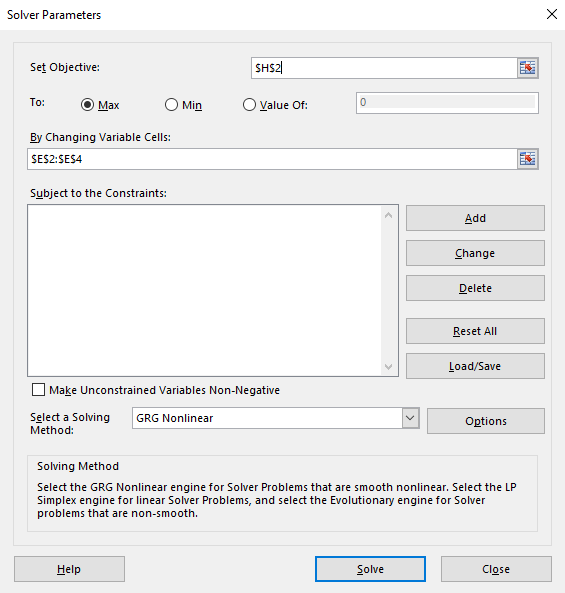 Solver Parameters
Set Objective:
$H$2
To:
Max
Min
Value Of:
0
By Changing Variable Cells:
$E$2:$E$4
Subject to the Constraints:
Add
Change
Delete
Reset All
Load/Save
Make Unconstrained Variables Non-Negative
Select a Solving
Method:
GRG Nonlinear
Options
Solving Method
Select the GRG Nonlinear engine for Solver Problems that are smooth nonlinear. Select the LP
Simplex engine for linear Solver Problems, and select the Evolutionary engine for Solver
problems that are non-smooth.
Help
Solve
Close